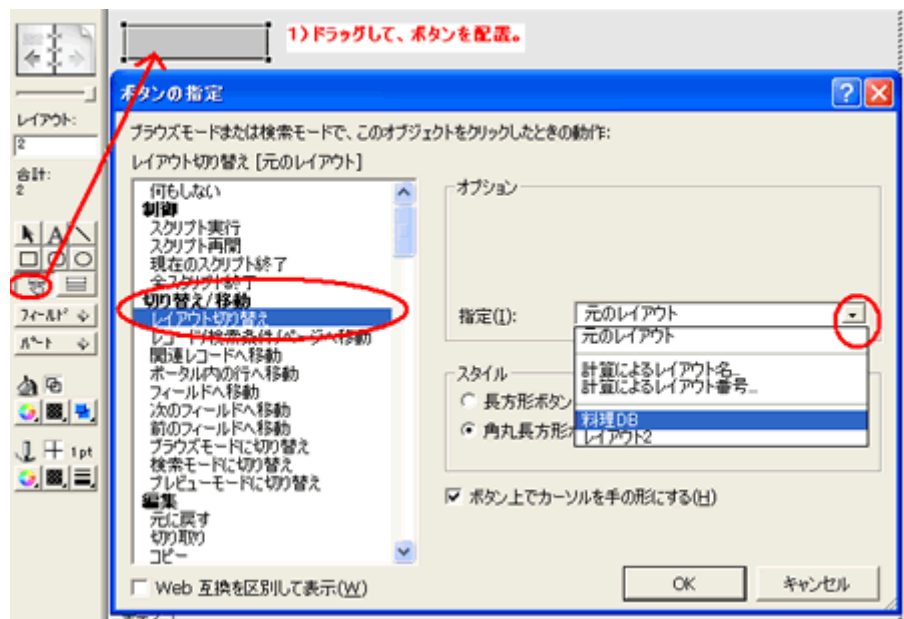 1)ドラッグして、ボタンを配置。
ボタンの指定
レイアウト:
2
合計:
2
フィールド
パート
1 pt
ブラウズモードまたは検索モードで、このオブジェクトをクリックしたときの動作:
レイアウト切り替え [元のレイアウト]
何もしない
制御
スクリプト実行
スクリプト再開
現在のスクリプト終了
全スクリプト終了
切り替え/移動
レイアウト切り替え
レコード/検索条件/ページへ移動
関連レコードへ移動
ポータル内の行へ移動
フィールドへ移動
次のフィールドへ移動
前のフィールドへ移動
ブラウズモードに切り替え
検索モードに切り替え
プレビューモードに切り替え
編集
元に戻す
切り取り
コピー
Web 互換を区別して表示(W)
オプション
指定(I):
元のレイアウト
元のレイアウト
計算によるレイアウト名...
計算によるレイアウト番号...
料理DB
レイアウト2
スタイル
長方形ボタン
角丸長方形
ボタン上でカーソルを手の形にする(H)
OK
キャンセル